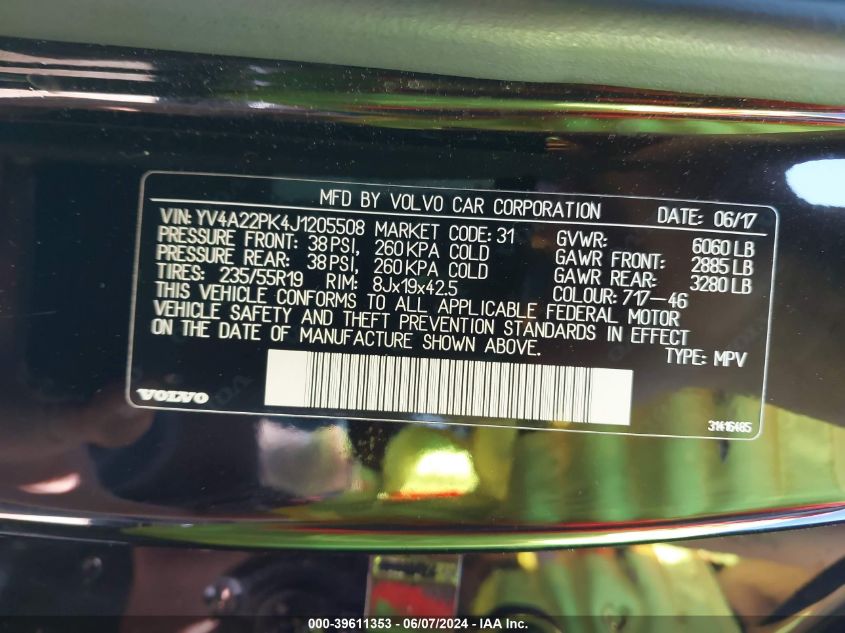 MFD BY VOLVO CAR CORPORATION DATE: 06/17
VIN: YV4A22PK4J1205508 MARKET CODE: 31 GVWR: 6060 LB
PRESSURE FRONT: 38 PSI, 260 KPA COLD GAWR FRONT: 2885 LB
PRESSURE REAR: 38 PSI, 260 KPA COLD GAWR REAR: 3280 LB
TIRES: 235/55R19 RIM: 8Jx19x42.5 COLOUR: 717-46
THIS VEHICLE CONFORMS TO ALL APPLICABLE FEDERAL MOTOR
VEHICLE SAFETY AND THEFT PREVENTION STANDARDS IN EFFECT
ON THE DATE OF MANUFACTURE SHOWN ABOVE. TYPE: MPV
VOLVO 31416485
000-39611353 - 06/07/2024 - IAAI Inc.